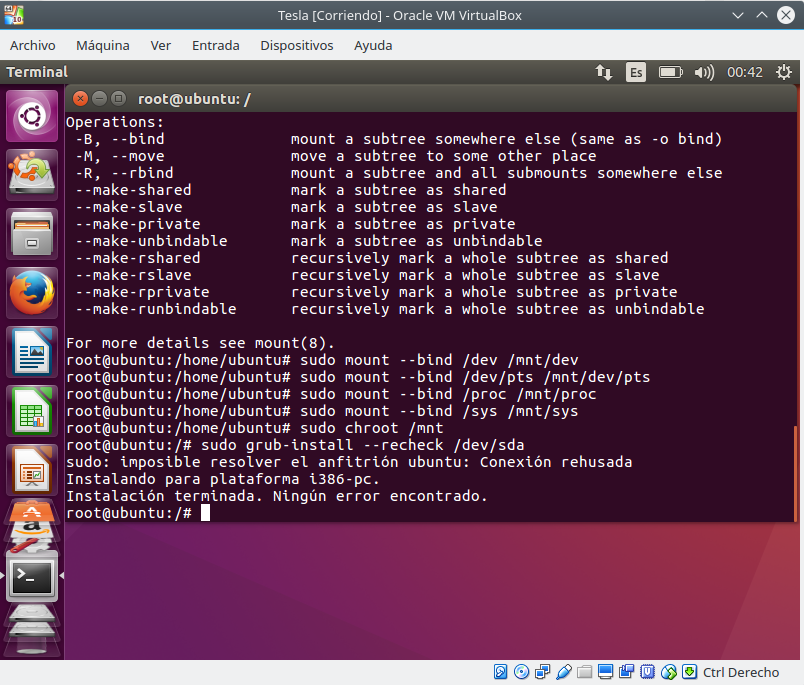 Tesla [Corriendo] - Oracle VM VirtualBox
Archivo Máquina Ver Entrada Dispositivos Ayuda
Terminal Es 00:42
root@ubuntu: /
Operations:
-B, --bind mount a subtree somewhere else (same as -o bind)
-M, --move move a subtree to some other place
-R, --rbind mount a subtree and all submounts somewhere else
--make-shared mark a subtree as shared
--make-slave mark a subtree as slave
--make-private mark a subtree as private
--make-unbindable mark a subtree as unbindable
--make-rshared recursively mark a whole subtree as shared
--make-rslave recursively mark a whole subtree as slave
--make-rprivate recursively mark a whole subtree as private
--make-runbindable recursively mark a whole subtree as unbindable
For more details see mount(8).
root@ubuntu:/home/ubuntu# sudo mount --bind /dev /mnt/dev
root@ubuntu:/home/ubuntu# sudo mount --bind /dev/pts /mnt/dev/pts
root@ubuntu:/home/ubuntu# sudo mount --bind /proc /mnt/proc
root@ubuntu:/home/ubuntu# sudo mount --bind /sys /mnt/sys
root@ubuntu:/home/ubuntu# sudo chroot /mnt
root@ubuntu:/# sudo grub-install --recheck /dev/sda
sudo: imposible resolver el anfitrión ubuntu: Conexión rehusada
Instalando para plataforma i386-pc.
Instalación terminada. Ningún error encontrado.
root@ubuntu:/#
Ctrl Derecho